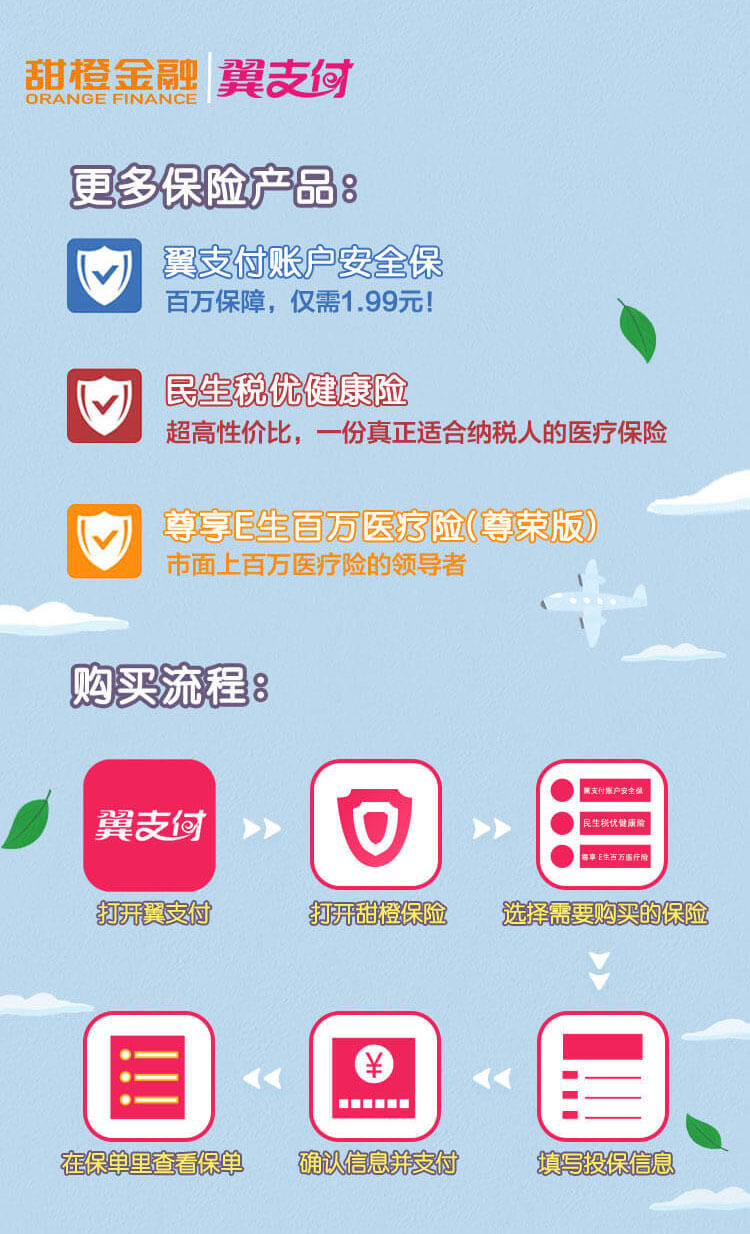 甜橙金融 翼支付
ORANGE FINANCE
更多保险产品：
翼支付账户安全保
百万保障，仅需1.99元！
民生税优健康险
超高性价比，一份真正适合纳税人的医疗保险
尊享E生百万医疗险（尊荣版）
市面上百万医疗险的领导者
购买流程：
翼支付
打开翼支付
打开甜橙保险
翼支付账户安全保
民生税优健康险
尊享E生百万医疗险
选择需要购买的保险
填写投保信息
¥
确认信息并支付
在保单里查看保单